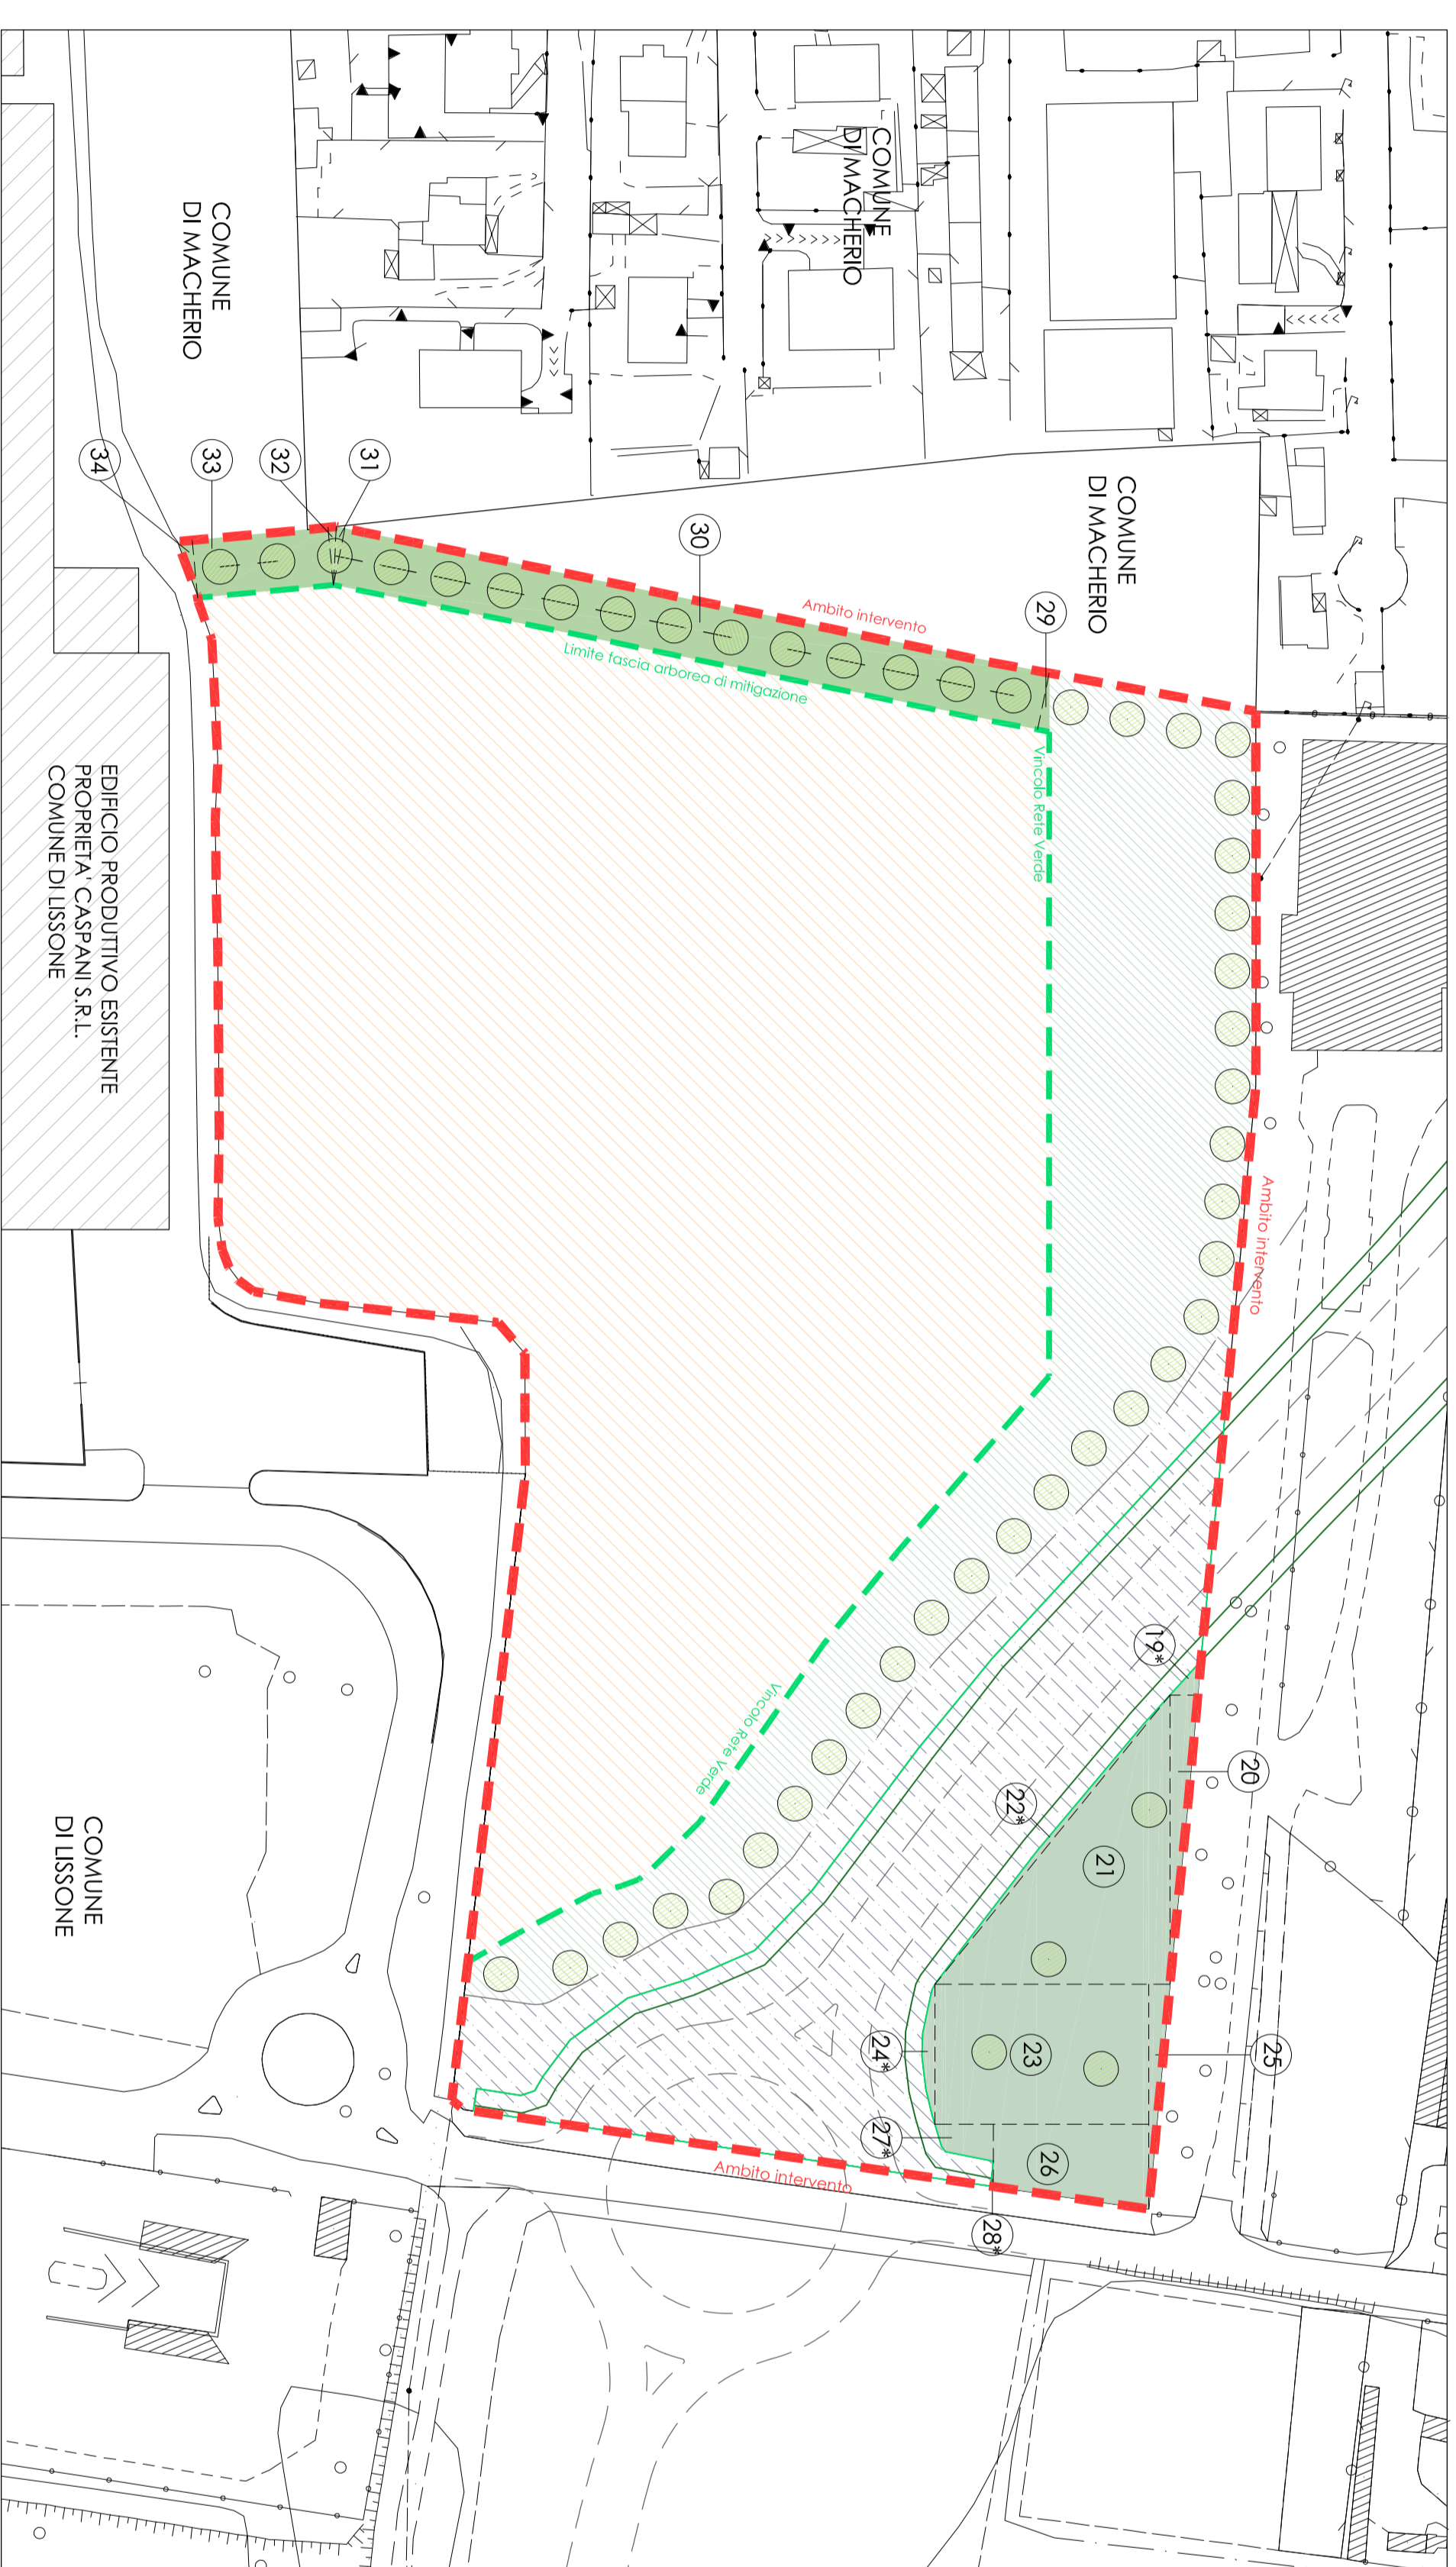 COMUNE
DI MACHERIO
COMUNE
DI MACHERIO
COMUNE
DI MACHERIO
34
33
32
31
30
29
Ambito intervento
Limite fascia arborea di mitigazione
Vincolo Rete Verde
EDIFICIO PRODUTTIVO ESISTENTE
PROPRIETA' CASPANI S.R.L.
COMUNE DI LISSONE
Ambito intervento
Vincolo Rete Verde
19*
20
21
22*
23
24*
25
26
27*
28*
Ambito intervento
COMUNE
DI LISSONE